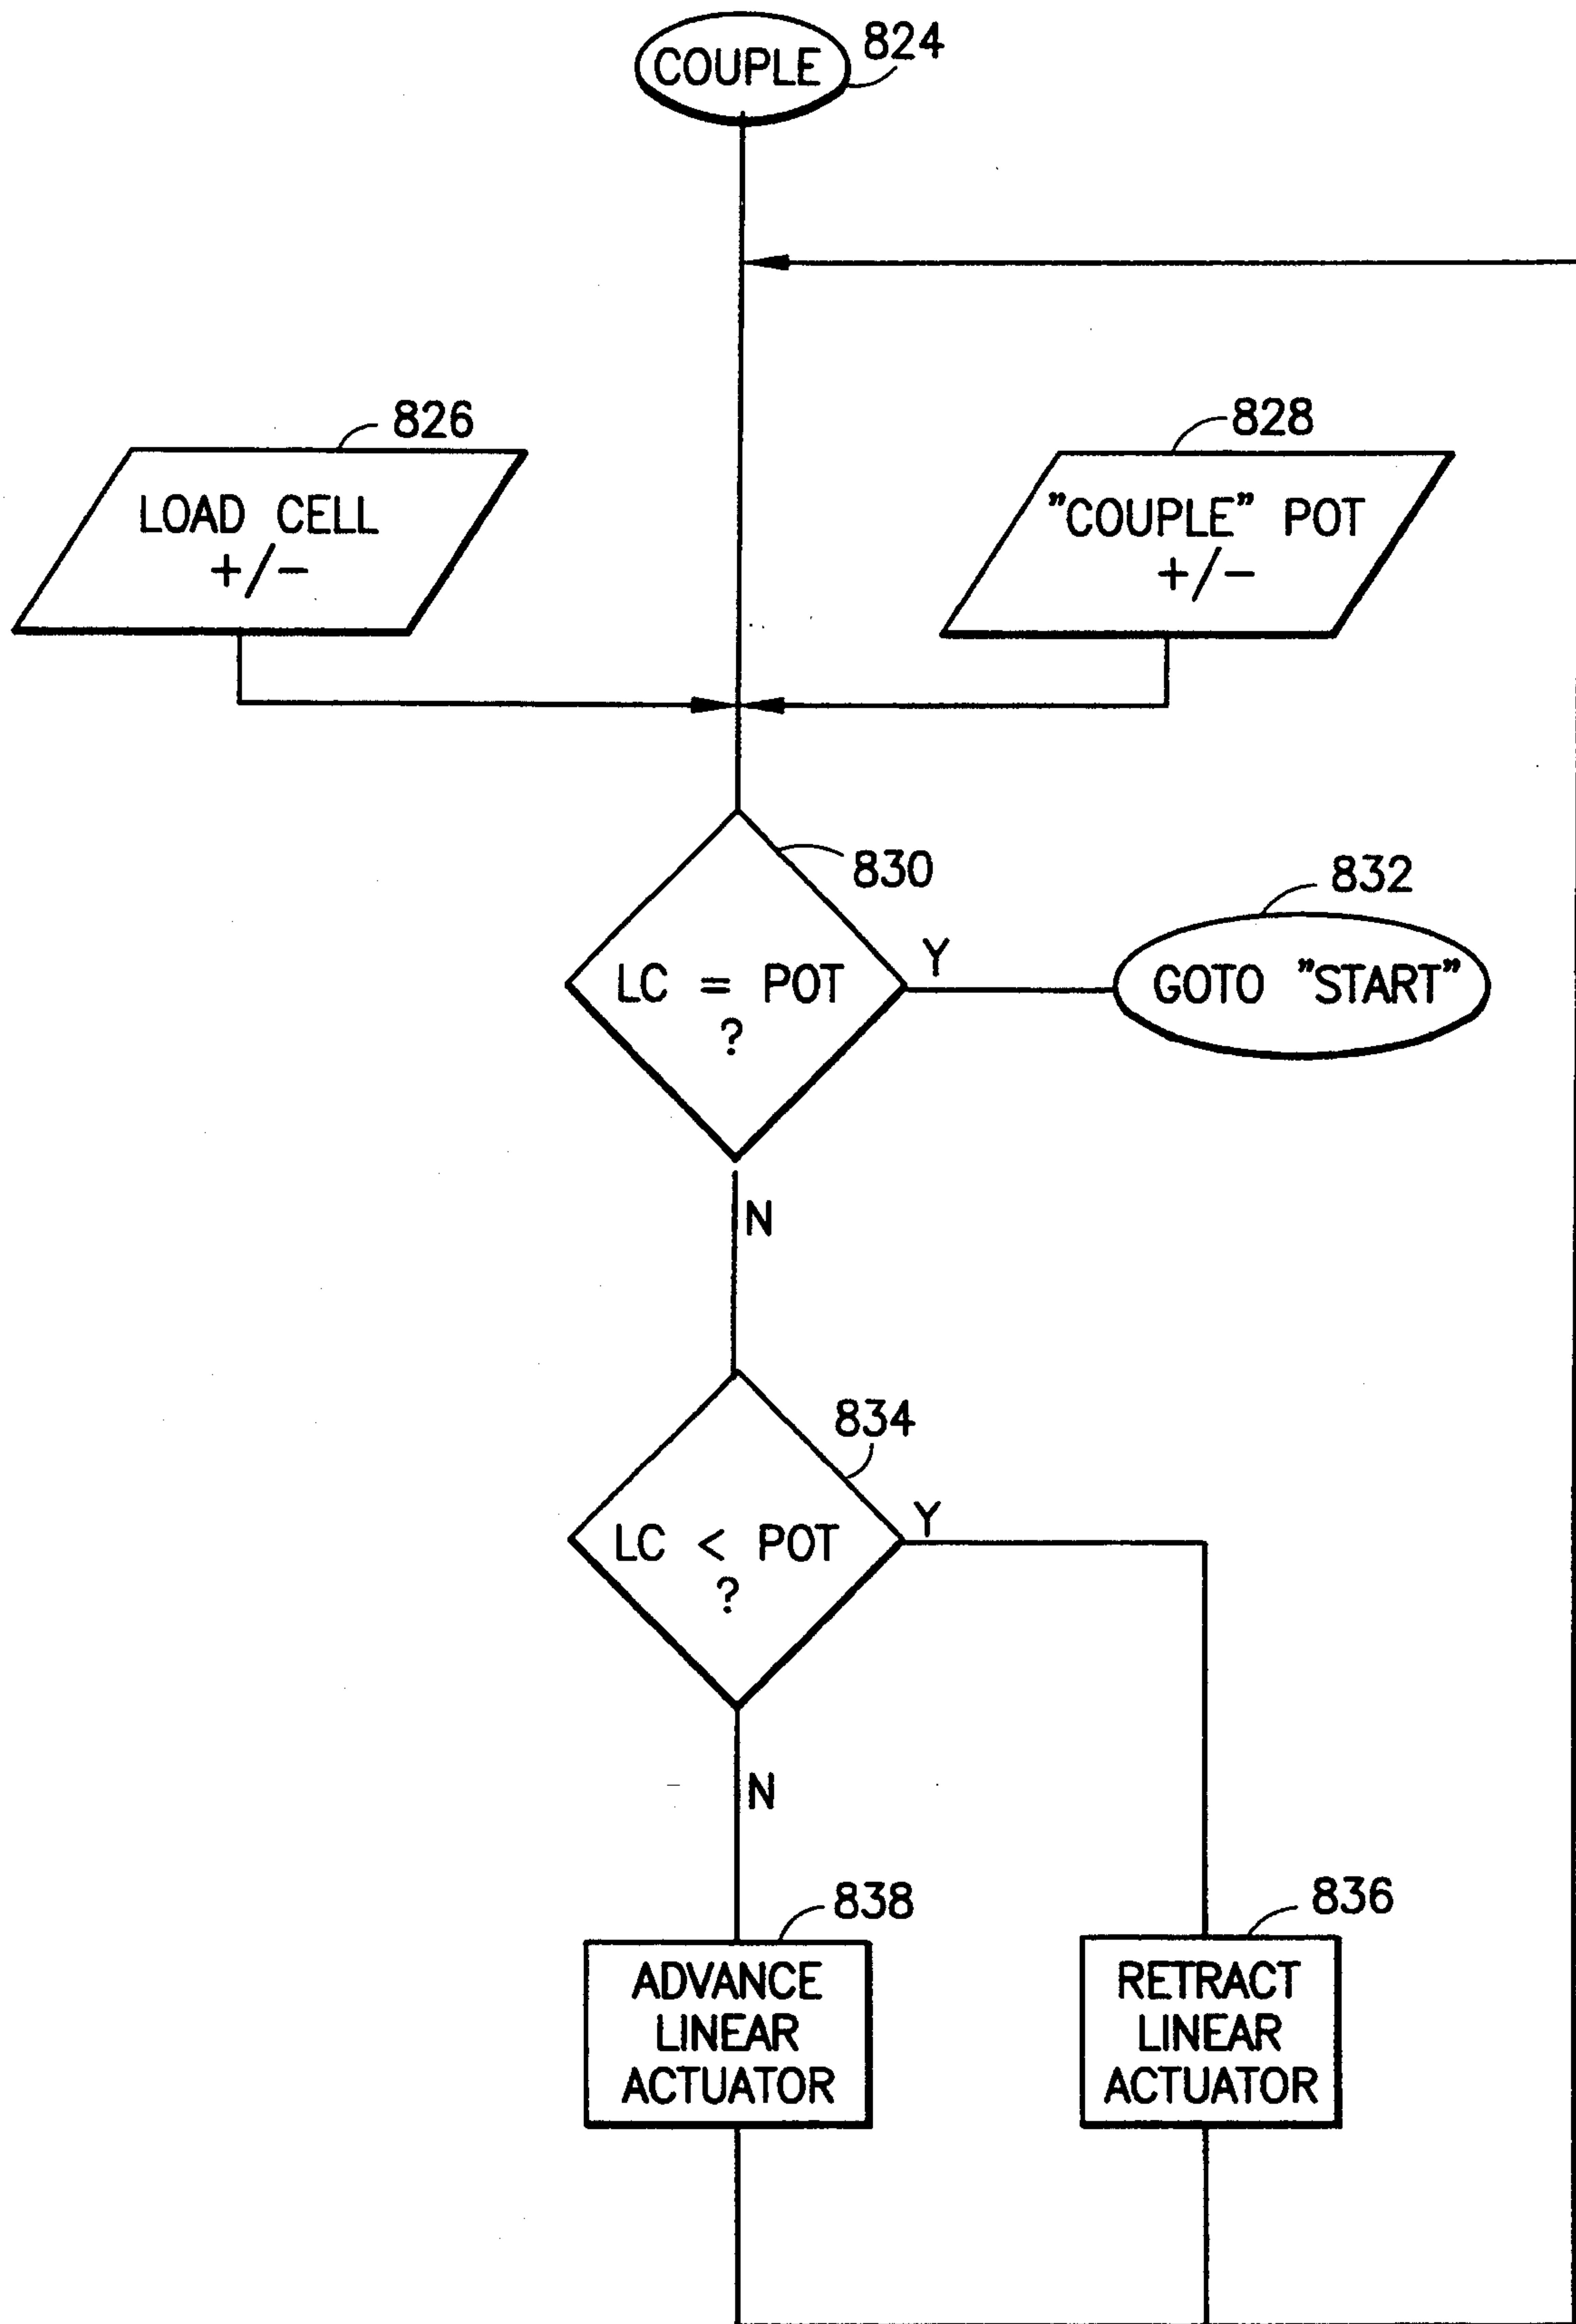 COUPLE
824
826
LOAD CELL
+/-
828
"COUPLE" POT
+/-
830
LC = POT
?
Y
832
GOTO "START"
N
834
LC < POT
?
Y
N
838
ADVANCE
LINEAR
ACTUATOR
836
RETRACT
LINEAR
ACTUATOR